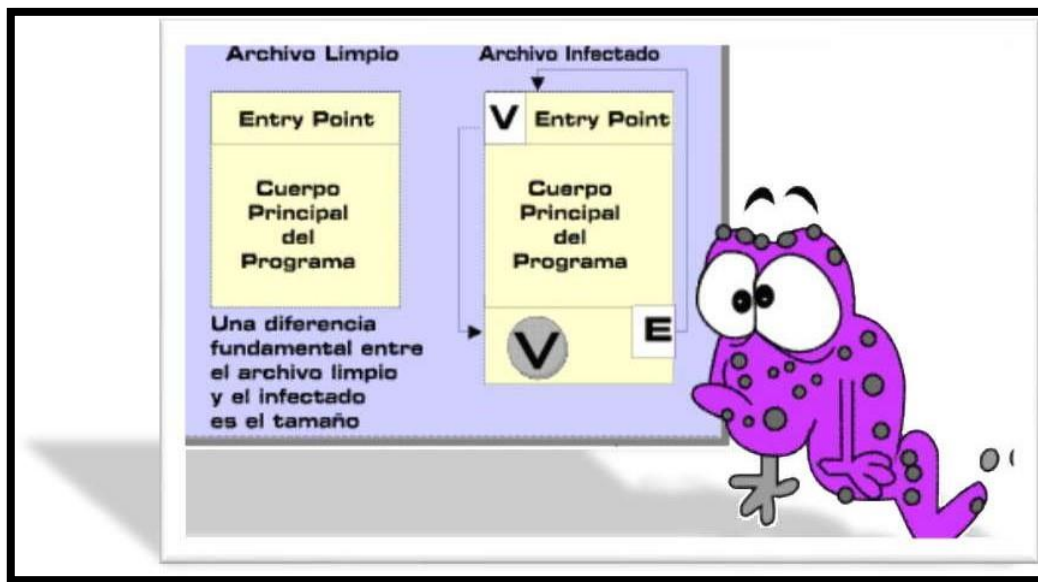 Archivo Limpio
Entry Point
Cuerpo
Principal
del
Programa
Una diferencia
fundamental entre
el archivo limpio
y el infectado
es el tamaño
Archivo Infectado
V Entry Point
Cuerpo
Principal
del
Programa
V
E